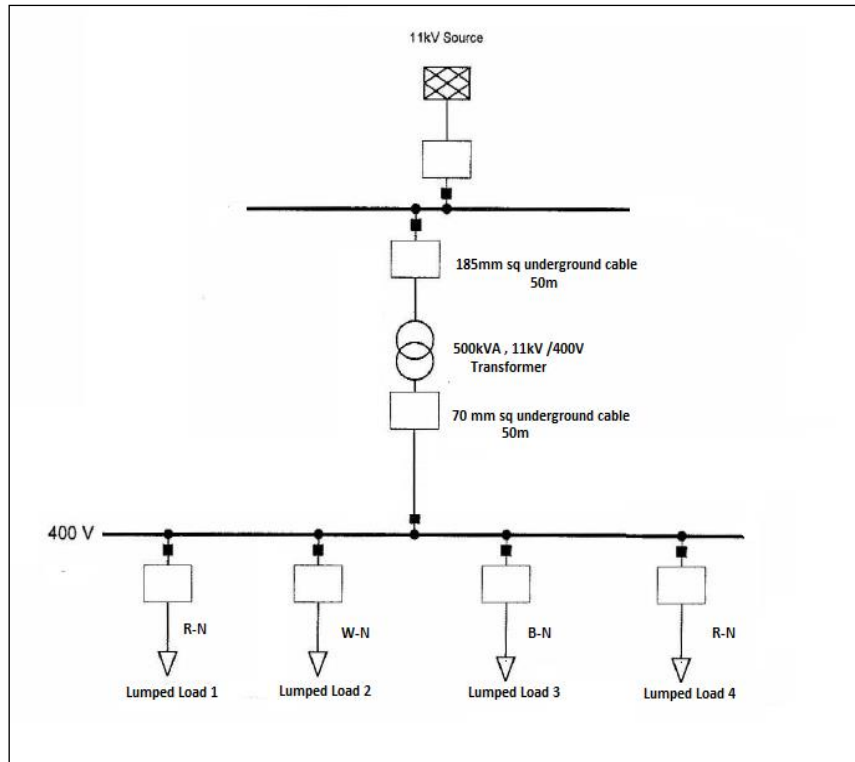 11kV Source
185mm sq underground cable
50m
500kVA , 11kV /400V
Transformer
70 mm sq underground cable
50m
400 V
R-N
W-N
B-N
R-N
Lumped Load 1
Lumped Load 2
Lumped Load 3
Lumped Load 4